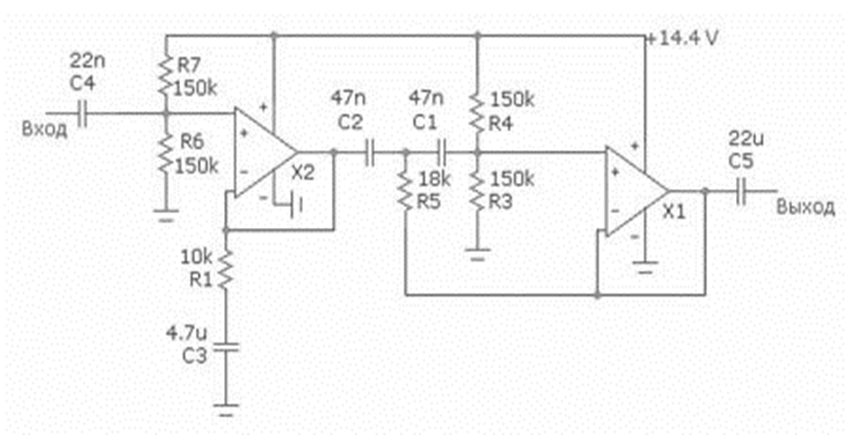 +14.4 V
22n
C4
R7
150k
Вход
R6
150k
+
+
-
-
X2
47n
C2
47n
C1
150k
R4
18k
R5
150k
R3
+
+
-
-
X1
22u
C5
Выход
10k
R1
4.7u
C3